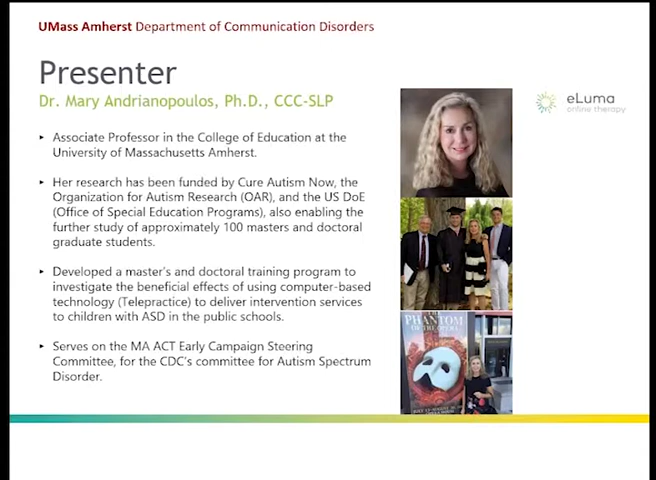 UMass Amherst Department of Communication Disorders
Presenter
Dr. Mary Andrianopoulos, Ph.D., CCC-SLP
eLuma
online therapy
‣ Associate Professor in the College of Education at the
University of Massachusetts Amherst.
‣ Her research has been funded by Cure Autism Now, the
Organization for Autism Research (OAR), and the US DoE
(Office of Special Education Programs), also enabling the
further study of approximately 100 masters and doctoral
graduate students.
‣ Developed a master's and doctoral training program to
investigate the beneficial effects of using computer-based
technology (Telepractice) to deliver intervention services
to children with ASD in the public schools.
‣ Serves on the MA ACT Early Campaign Steering
Committee, for the CDC's committee for Autism Spectrum
Disorder.
PHANTOM
OF THE OPERA